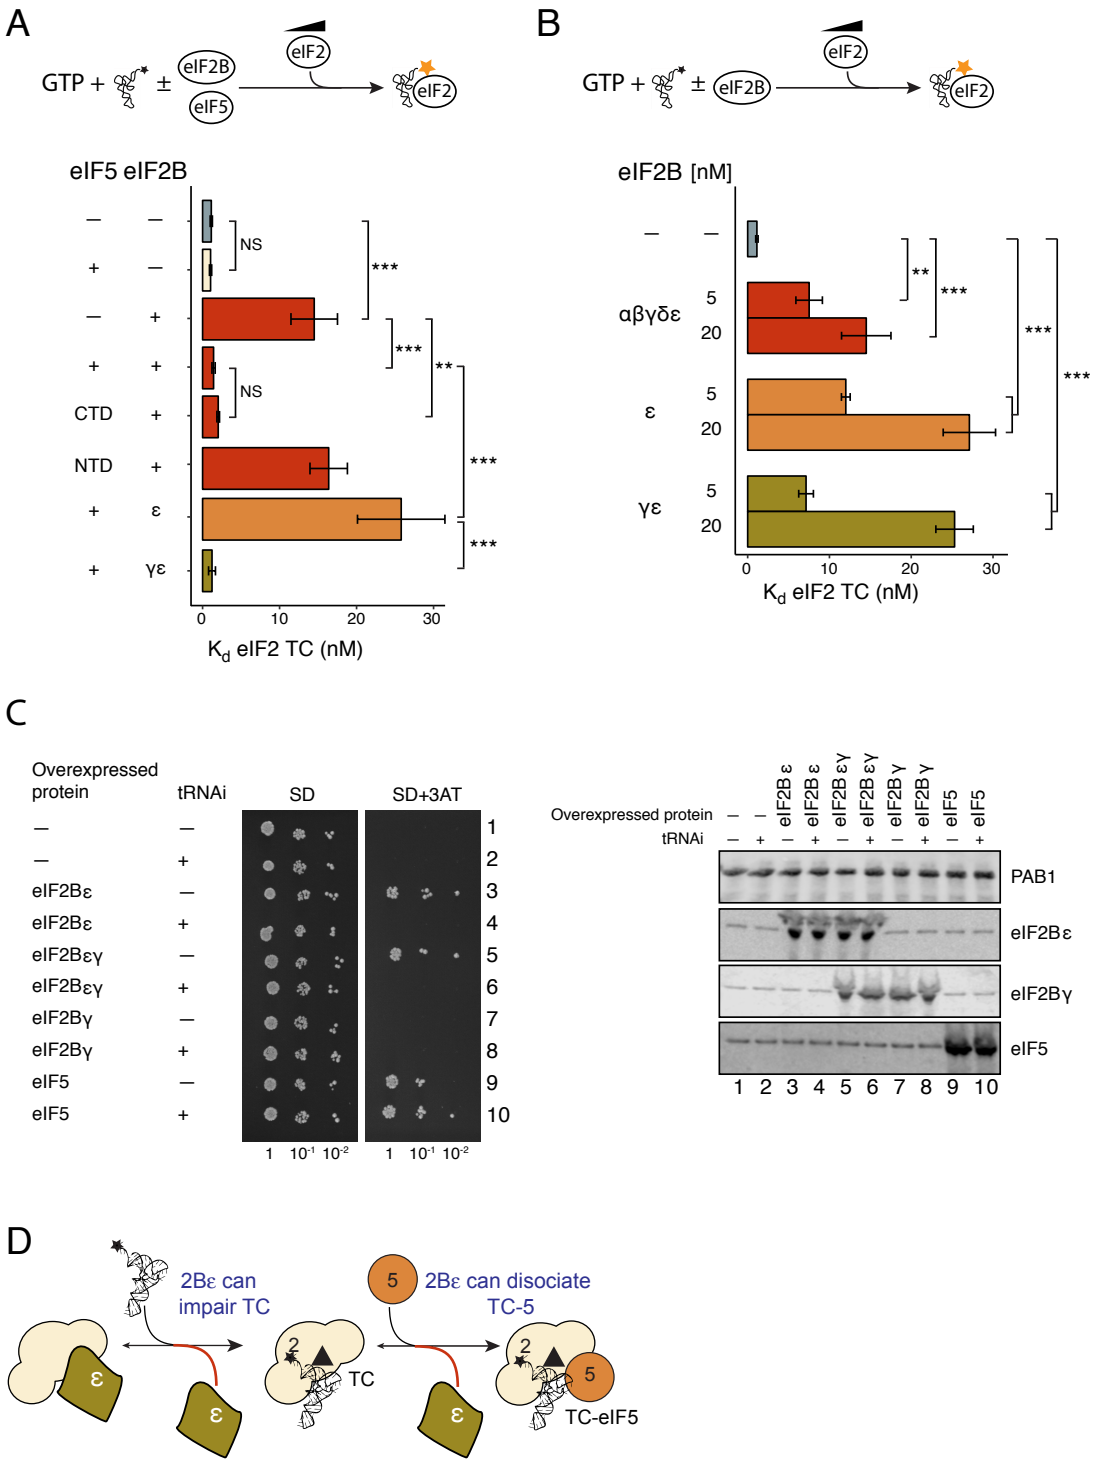 A
GTP + ± eIF2B eIF5 eIF2 eIF2
eIF5 eIF2B
— —
+ —
— +
+ +
CTD +
NTD +
+ ε
+ γε
NS
***
***
**
NS
***
***
0 10 20 30
Kd eIF2 TC (nM)
B
GTP + ± eIF2B eIF2 eIF2
eIF2B [nM]
— —
αβγδε 5 20
ε 5 20
γε 5 20
**
***
***
***
0 10 20 30
Kd eIF2 TC (nM)
C
Overexpressed
protein tRNAi SD SD+3AT
— — 1
— + 2
eIF2Bε — 3
eIF2Bε + 4
eIF2Bεγ — 5
eIF2Bεγ + 6
eIF2Bγ — 7
eIF2Bγ + 8
eIF5 — 9
eIF5 + 10
1 10-1 10-2 1 10-1 10-2
Overexpressed protein — — eIF2B ε eIF2B ε eIF2B εγ eIF2B εγ eIF2B γ eIF2B γ eIF5 eIF5
tRNAi — + — + — + — + — +
PAB1
eIF2Bε
eIF2Bγ
eIF5
1 2 3 4 5 6 7 8 9 10
D
2Bε can
impair TC
5
2Bε can disociate
TC-5
ε
ε
2
TC
ε
2
5
TC-eIF5